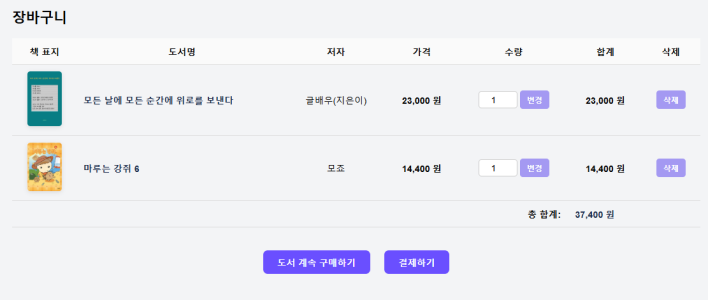 장바구니
책 표지 도서명 저자 가격 수량 합계 삭제
모든 날에 모든 순간에 위로를 보낸다 글배우(지은이) 23,000 원 1 변경 23,000 원 삭제
마루는 강쥐 6 모죠 14,400 원 1 변경 14,400 원 삭제
총 합계: 37,400 원
도서 계속 구매하기 결제하기